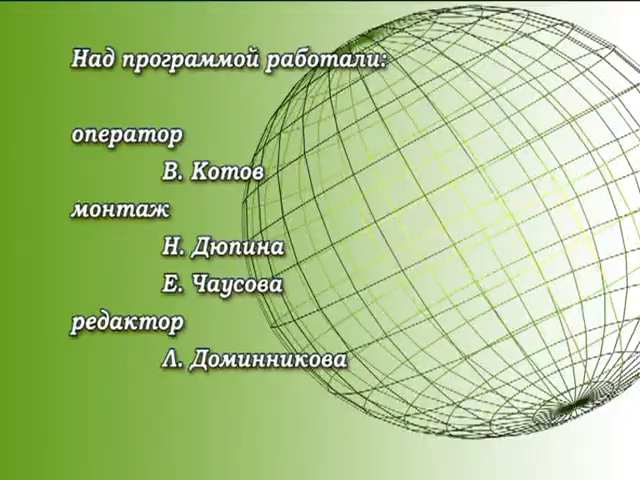 Над программой работали:
оператор
В. Котов
монтаж
Н. Дюпина
Е. Чаусова
редактор
Л. Доминникова